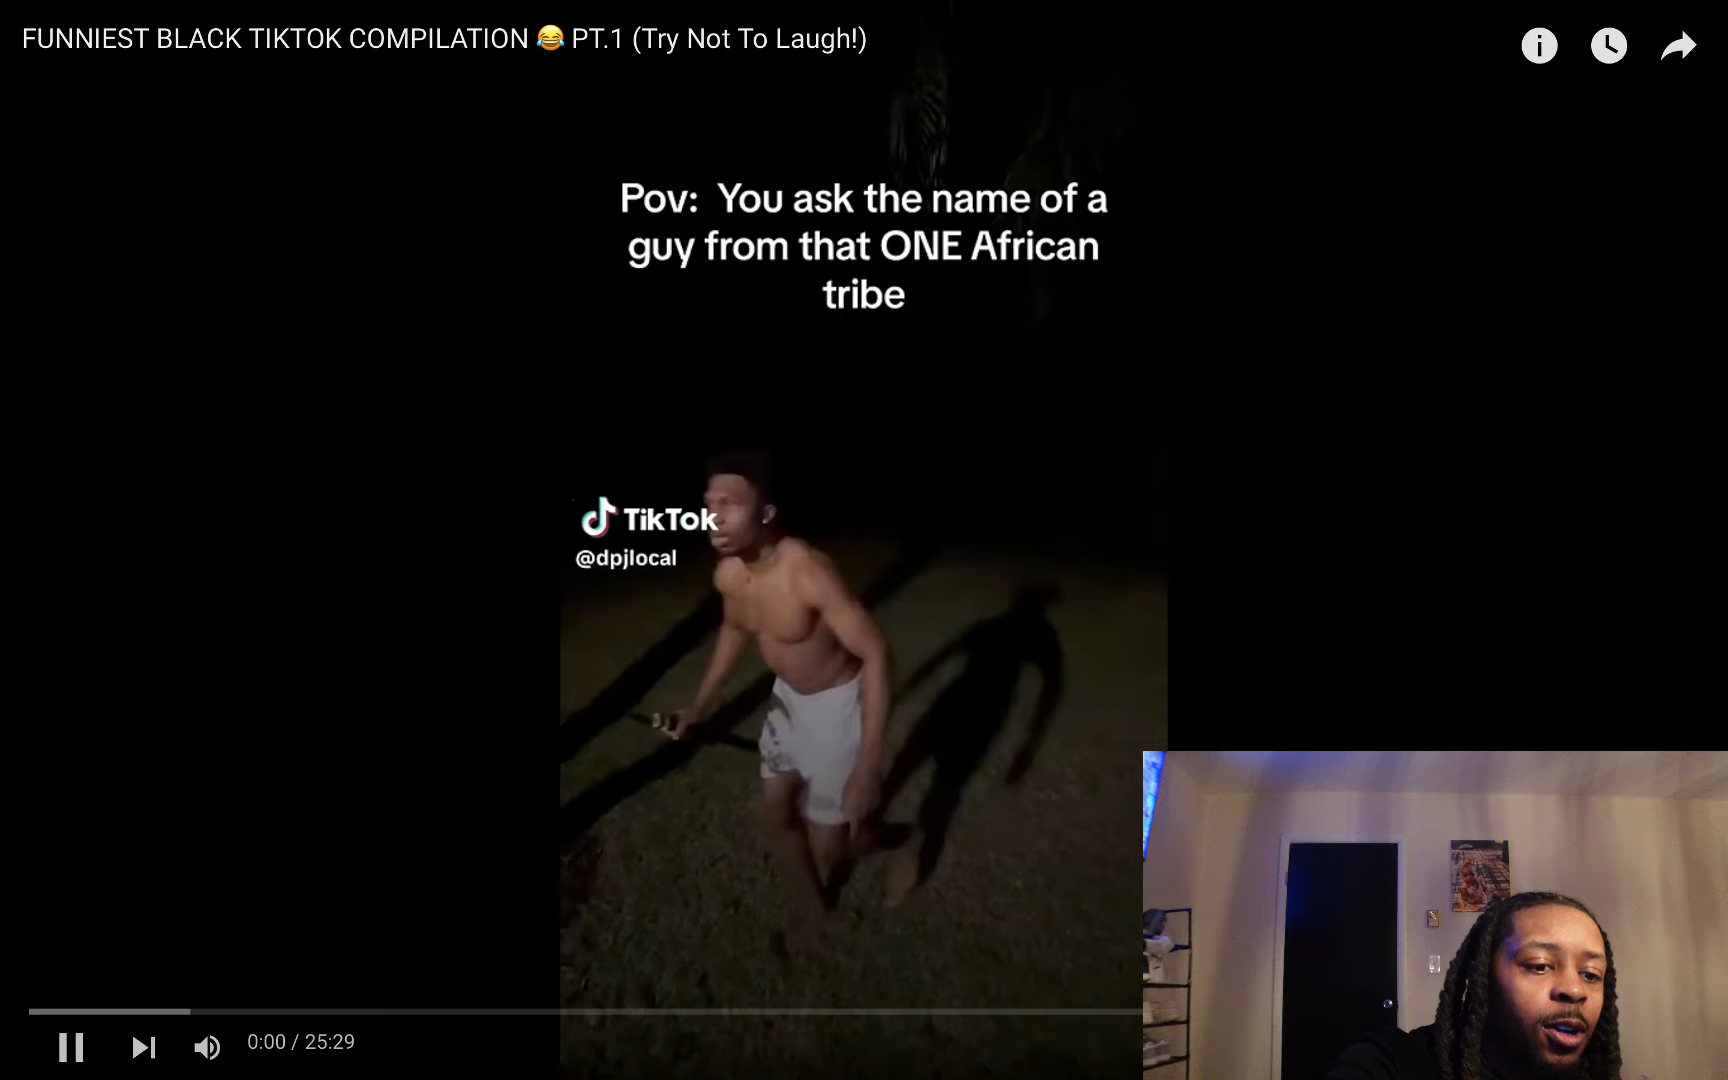 FUNNIEST BLACK TIKTOK COMPILATION 😂 PT.1 (Try Not To Laugh!)
Pov: You ask the name of a
guy from that ONE African
tribe
TikTok
@dpjlocal
0:00 / 25:29